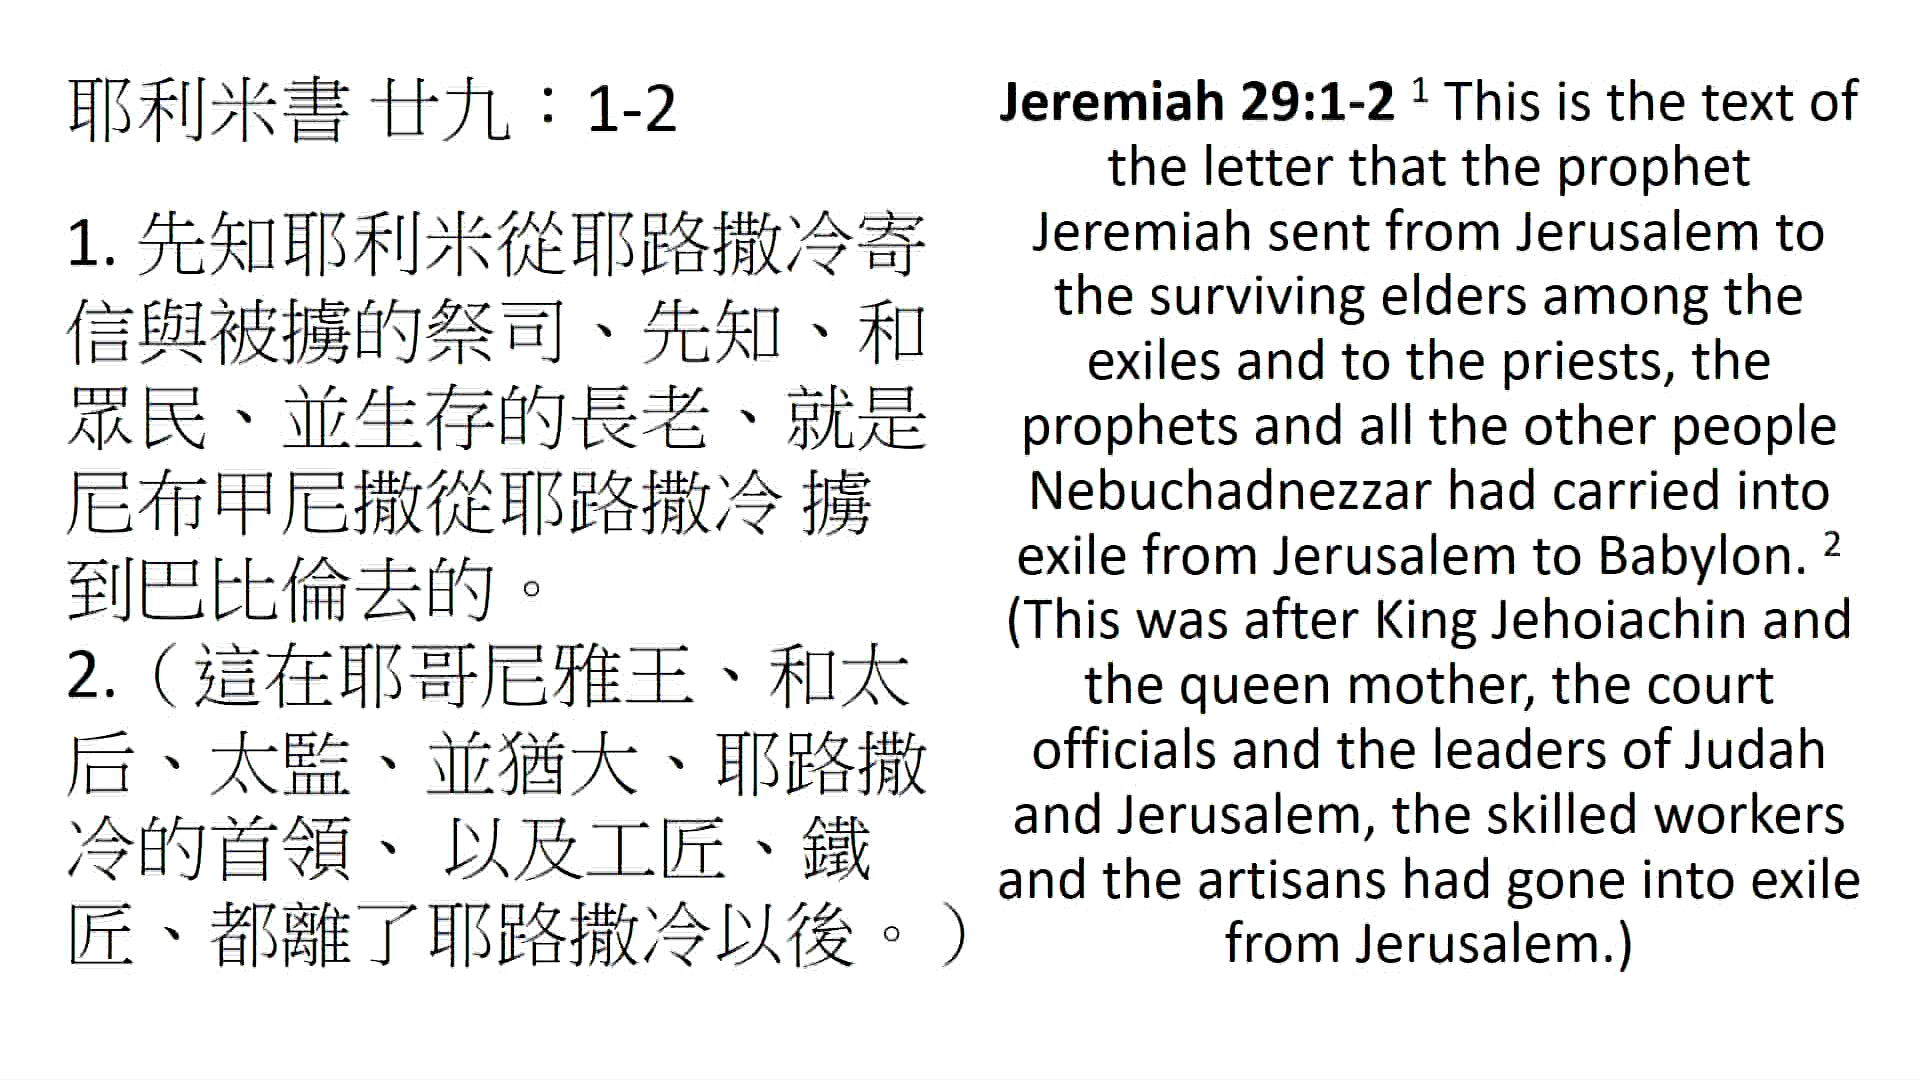 耶利米書 廿九：1-2
1. 先知耶利米從耶路撒冷寄
信與被擄的祭司、先知、和
眾民、並生存的長老、就是
尼布甲尼撒從耶路撒冷 擄
到巴比倫去的。
2.（這在耶哥尼雅王、和太
后、太監、並猶大、耶路撒
冷的首領、 以及工匠、鐵
匠、都離了耶路撒冷以後。）
Jeremiah 29:1-2 ¹ This is the text of
the letter that the prophet
Jeremiah sent from Jerusalem to
the surviving elders among the
exiles and to the priests, the
prophets and all the other people
Nebuchadnezzar had carried into
exile from Jerusalem to Babylon. ²
(This was after King Jehoiachin and
the queen mother, the court
officials and the leaders of Judah
and Jerusalem, the skilled workers
and the artisans had gone into exile
from Jerusalem.)